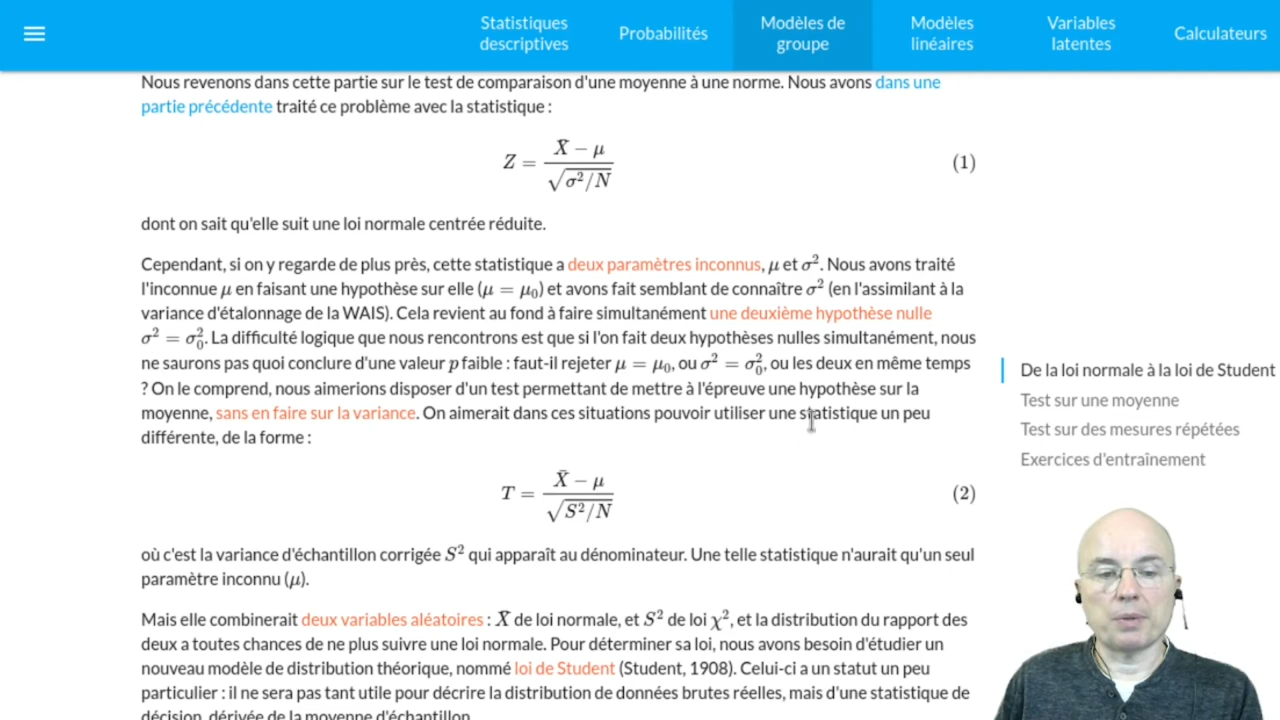 Statistiques descriptives
Probabilités
Modèles de groupe
Modèles linéaires
Variables latentes
Calculateurs
Nous revenons dans cette partie sur le test de comparaison d'une moyenne à une norme. Nous avons dans une
partie précédente traité ce problème avec la statistique :
Z = (X̄ − μ) / √(σ²/N) (1)
dont on sait qu'elle suit une loi normale centrée réduite.
Cependant, si on y regarde de plus près, cette statistique a deux paramètres inconnus, μ et σ². Nous avons traité
l'inconnue μ en faisant une hypothèse sur elle (μ = μ₀) et avons fait semblant de connaître σ² (en l'assimilant à la
variance d'étalonnage de la WAIS). Cela revient au fond à faire simultanément une deuxième hypothèse nulle
σ² = σ₀². La difficulté logique que nous rencontrons est que si l'on fait deux hypothèses nulles simultanément, nous
ne saurons pas quoi conclure d'une valeur p faible : faut-il rejeter μ = μ₀, ou σ² = σ₀², ou les deux en même temps
? On le comprend, nous aimerions disposer d'un test permettant de mettre à l'épreuve une hypothèse sur la
moyenne, sans en faire sur la variance. On aimerait dans ces situations pouvoir utiliser une statistique un peu
différente, de la forme :
T = (X̄ − μ) / √(S²/N) (2)
où c'est la variance d'échantillon corrigée S² qui apparaît au dénominateur. Une telle statistique n'aurait qu'un seul
paramètre inconnu (μ).
Mais elle combinerait deux variables aléatoires : X̄ de loi normale, et S² de loi χ², et la distribution du rapport des
deux a toutes chances de ne plus suivre une loi normale. Pour déterminer sa loi, nous avons besoin d'étudier un
nouveau modèle de distribution théorique, nommé loi de Student (Student, 1908). Celui-ci a un statut un peu
particulier : il ne sera pas tant utile pour décrire la distribution de données brutes réelles, mais d'une statistique de
décision, dérivée de la moyenne d'échantillon.
De la loi normale à la loi de Student
Test sur une moyenne
Test sur des mesures répétées
Exercices d'entraînement